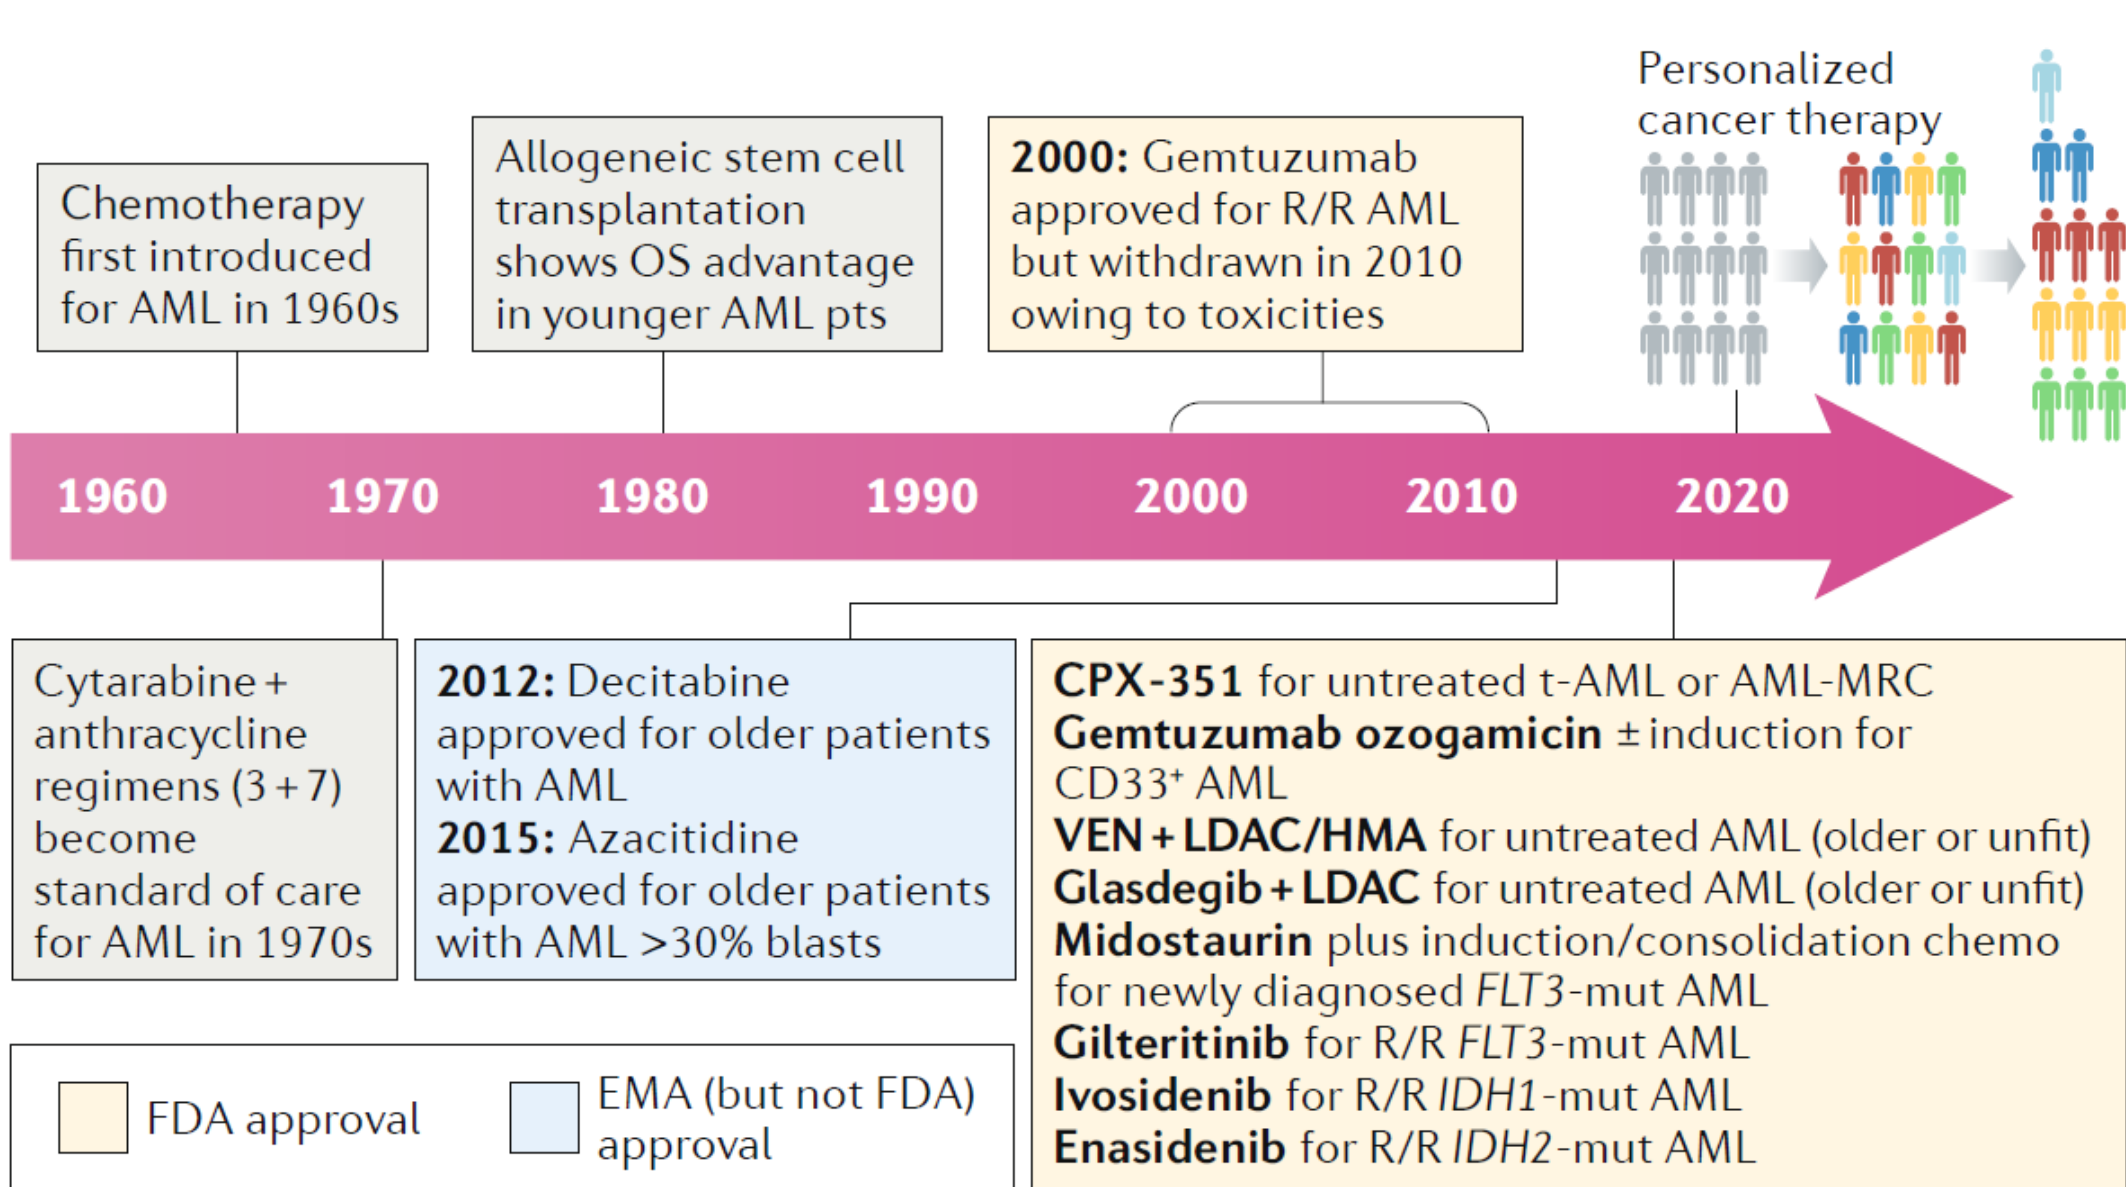 Personalized
cancer therapy
Chemotherapy
first introduced
for AML in 1960s
Allogeneic stem cell
transplantation
shows OS advantage
in younger AML pts
2000: Gemtuzumab
approved for R/R AML
but withdrawn in 2010
owing to toxicities
1960 1970 1980 1990 2000 2010 2020
Cytarabine +
anthracycline
regimens (3 + 7)
become
standard of care
for AML in 1970s
2012: Decitabine
approved for older patients
with AML
2015: Azacitidine
approved for older patients
with AML >30% blasts
CPX-351 for untreated t-AML or AML-MRC
Gemtuzumab ozogamicin ± induction for
CD33⁺ AML
VEN + LDAC/HMA for untreated AML (older or unfit)
Glasdegib + LDAC for untreated AML (older or unfit)
Midostaurin plus induction/consolidation chemo
for newly diagnosed FLT3-mut AML
Gilteritinib for R/R FLT3-mut AML
Ivosidenib for R/R IDH1-mut AML
Enasidenib for R/R IDH2-mut AML
FDA approval
EMA (but not FDA)
approval